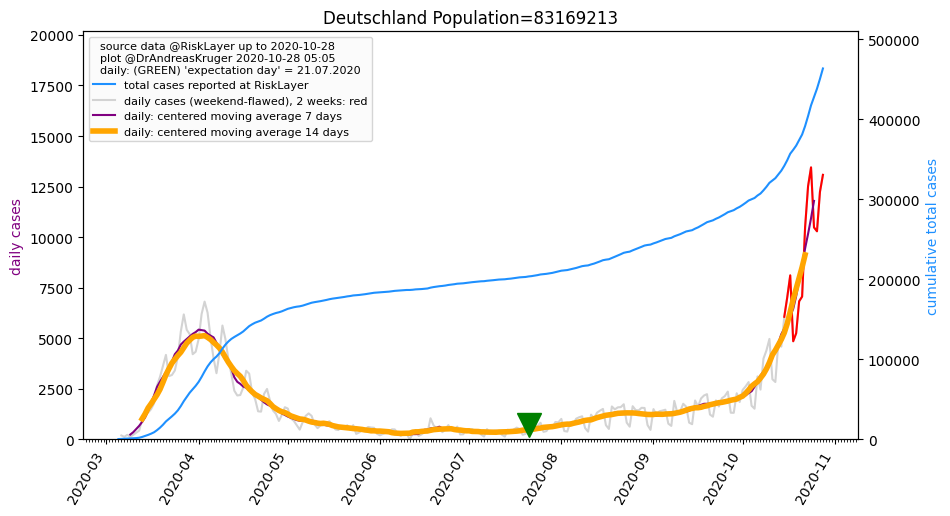 Deutschland Population=83169213
source data @RiskLayer up to 2020-10-28
plot @DrAndreasKruger 2020-10-28 05:05
daily: (GREEN) 'expectation day' = 21.07.2020
total cases reported at RiskLayer
daily cases (weekend-flawed), 2 weeks: red
daily: centered moving average 7 days
daily: centered moving average 14 days
daily cases
20000
17500
15000
12500
10000
7500
5000
2500
0
500000
400000
300000
200000
100000
0
cumulative total cases
2020-03
2020-04
2020-05
2020-06
2020-07
2020-08
2020-09
2020-10
2020-11